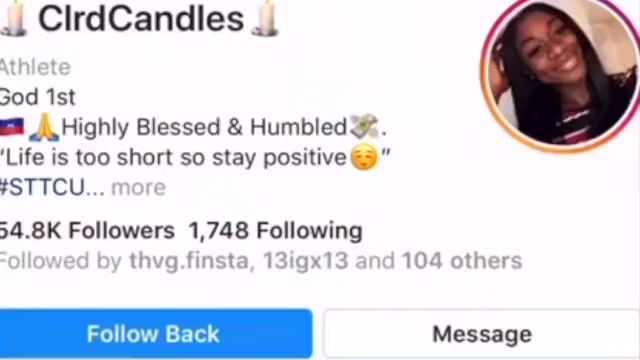 🕯️ClrdCandles🕯️
Athlete
God 1st
🇭🇹🙏Highly Blessed & Humbled💸.
"Life is too short so stay positive☺️"
#STTCU... more
54.8K Followers 1,748 Following
Followed by thvg.finsta, 13igx13 and 104 others
Follow Back
Message